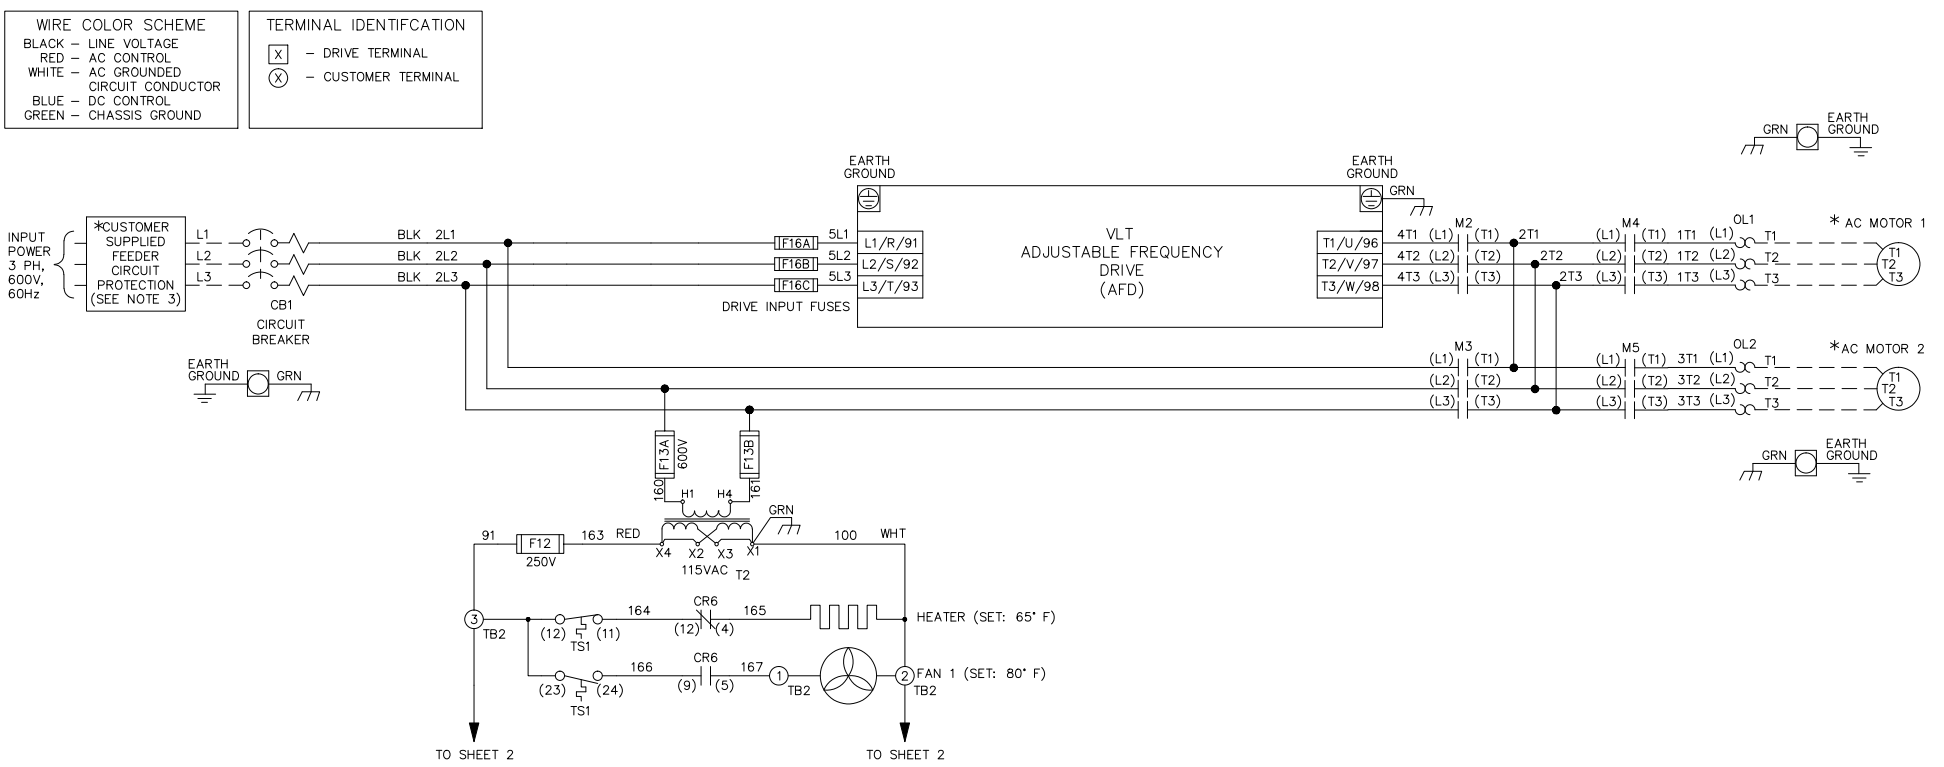 WIRE COLOR SCHEME
BLACK – LINE VOLTAGE
RED – AC CONTROL
WHITE – AC GROUNDED
CIRCUIT CONDUCTOR
BLUE – DC CONTROL
GREEN – CHASSIS GROUND
TERMINAL IDENTIFCATION
X – DRIVE TERMINAL
X – CUSTOMER TERMINAL
INPUT
POWER
3 PH,
600V,
60Hz
*CUSTOMER
SUPPLIED
FEEDER
CIRCUIT
PROTECTION
(SEE NOTE 3)
L1
L2
L3
CB1
CIRCUIT
BREAKER
BLK 2L1
BLK 2L2
BLK 2L3
F16A 5L1
F16B 5L2
F16C 5L3
DRIVE INPUT FUSES
EARTH
GROUND
L1/R/91
L2/S/92
L3/T/93
VLT
ADJUSTABLE FREQUENCY
DRIVE
(AFD)
EARTH
GROUND
GRN
T1/U/96
T2/V/97
T3/W/98
M2
4T1 (L1) (T1) 2T1
4T2 (L2) (T2) 2T2
4T3 (L3) (T3) 2T3
M4
(L1) (T1) 1T1 (L1)
(L2) (T2) 1T2 (L2)
(L3) (T3) 1T3 (L3)
OL1
T1
T2
T3
* AC MOTOR 1
T1
T2
T3
GRN
EARTH
GROUND
M3
(L1) (T1)
(L2) (T2)
(L3) (T3)
M5
(L1) (T1) 3T1 (L1)
(L2) (T2) 3T2 (L2)
(L3) (T3) 3T3 (L3)
OL2
T1
T2
T3
*AC MOTOR 2
T1
T2
T3
GRN
EARTH
GROUND
EARTH
GROUND
GRN
F13A
600V
F13B
160
161
H1 H4
GRN
91 F12 163 RED
250V
X4 X2 X3 X1
115VAC T2
100 WHT
3
TB2
(12) (11)
TS1
164
CR6
(12) (4)
165
HEATER (SET: 65° F)
(23) (24)
TS1
166
CR6
(9) (5)
167
1
TB2
2
TB2
FAN 1 (SET: 80° F)
TO SHEET 2
TO SHEET 2